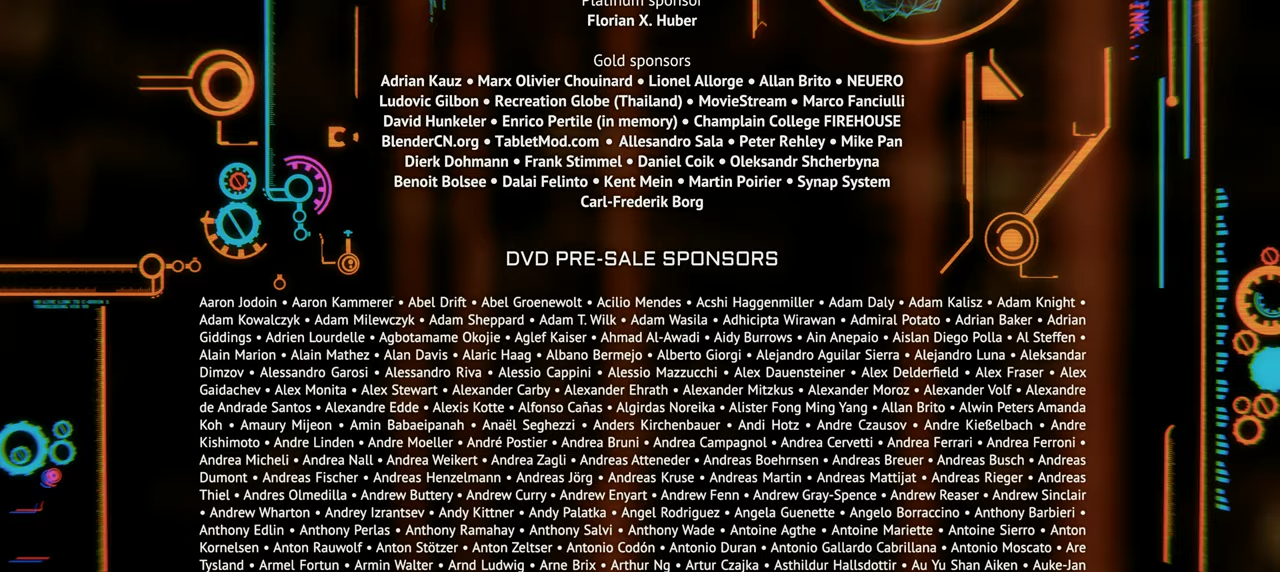 Platinum sponsor
Florian X. Huber
Gold sponsors
Adrian Kauz • Marx Olivier Chouinard • Lionel Allorge • Allan Brito • NEUERO
Ludovic Gilbon • Recreation Globe (Thailand) • MovieStream • Marco Fanciulli
David Hunkeler • Enrico Pertile (in memory) • Champlain College FIREHOUSE
BlenderCN.org • TabletMod.com • Allesandro Sala • Peter Rehley • Mike Pan
Dierk Dohmann • Frank Stimmel • Daniel Coik • Oleksandr Shcherbyna
Benoit Bolsee • Dalai Felinto • Kent Mein • Martin Poirier • Synap System
Carl-Frederik Borg
DVD PRE-SALE SPONSORS
Aaron Jodoin • Aaron Kammerer • Abel Drift • Abel Groenewolt • Acilio Mendes • Acshi Haggenmiller • Adam Daly • Adam Kalisz • Adam Knight •
Adam Kowalczyk • Adam Milewczyk • Adam Sheppard • Adam T. Wilk • Adam Wasila • Adhicipta Wirawan • Admiral Potato • Adrian Baker • Adrian
Giddings • Adrien Lourdelle • Agbotamame Okojie • Aglef Kaiser • Ahmad Al-Awadi • Aidy Burrows • Ain Anepaio • Aislan Diego Polla • Al Steffen •
Alain Marion • Alain Mathez • Alan Davis • Alaric Haag • Albano Bermejo • Alberto Giorgi • Alejandro Aguilar Sierra • Alejandro Luna • Aleksandar
Dimzov • Alessandro Garosi • Alessandro Riva • Alessio Cappini • Alessio Mazzucchi • Alex Dauensteiner • Alex Delderfield • Alex Fraser • Alex
Gaidachev • Alex Monita • Alex Stewart • Alexander Carby • Alexander Ehrath • Alexander Mitzkus • Alexander Moroz • Alexander Volf • Alexandre
de Andrade Santos • Alexandre Edde • Alexis Kotte • Alfonso Cañas • Algirdas Noreika • Alister Fong Ming Yang • Allan Brito • Alwin Peters Amanda
Koh • Amaury Mijeon • Amin Babaeipanah • Anaël Seghezzi • Anders Kirchenbauer • Andi Hotz • Andre Czausov • Andre Kießelbach • Andre
Kishimoto • Andre Linden • Andre Moeller • André Postier • Andrea Bruni • Andrea Campagnol • Andrea Cervetti • Andrea Ferrari • Andrea Ferroni •
Andrea Micheli • Andrea Nall • Andrea Weikert • Andrea Zagli • Andreas Atteneder • Andreas Boehrnsen • Andreas Breuer • Andreas Busch • Andreas
Dumont • Andreas Fischer • Andreas Henzelmann • Andreas Jörg • Andreas Kruse • Andreas Martin • Andreas Mattijat • Andreas Rieger • Andreas
Thiel • Andres Olmedilla • Andrew Buttery • Andrew Curry • Andrew Enyart • Andrew Fenn • Andrew Gray-Spence • Andrew Reaser • Andrew Sinclair
• Andrew Wharton • Andrey Izrantsev • Andy Kittner • Andy Palatka • Angel Rodriguez • Angela Guenette • Angelo Borraccino • Anthony Barbieri •
Anthony Edlin • Anthony Perlas • Anthony Ramahay • Anthony Salvi • Anthony Wade • Antoine Agthe • Antoine Mariette • Antoine Sierro • Anton
Kornelsen • Anton Rauwolf • Anton Stötzer • Anton Zeltser • Antonio Codón • Antonio Duran • Antonio Gallardo Cabrillana • Antonio Moscato • Are
Tysland • Armel Fortun • Armin Walter • Arnd Ludwig • Arne Brix • Arthur Ng • Artur Czajka • Asthildur Hallsdottir • Au Yu Shan Aiken • Auke-Jan